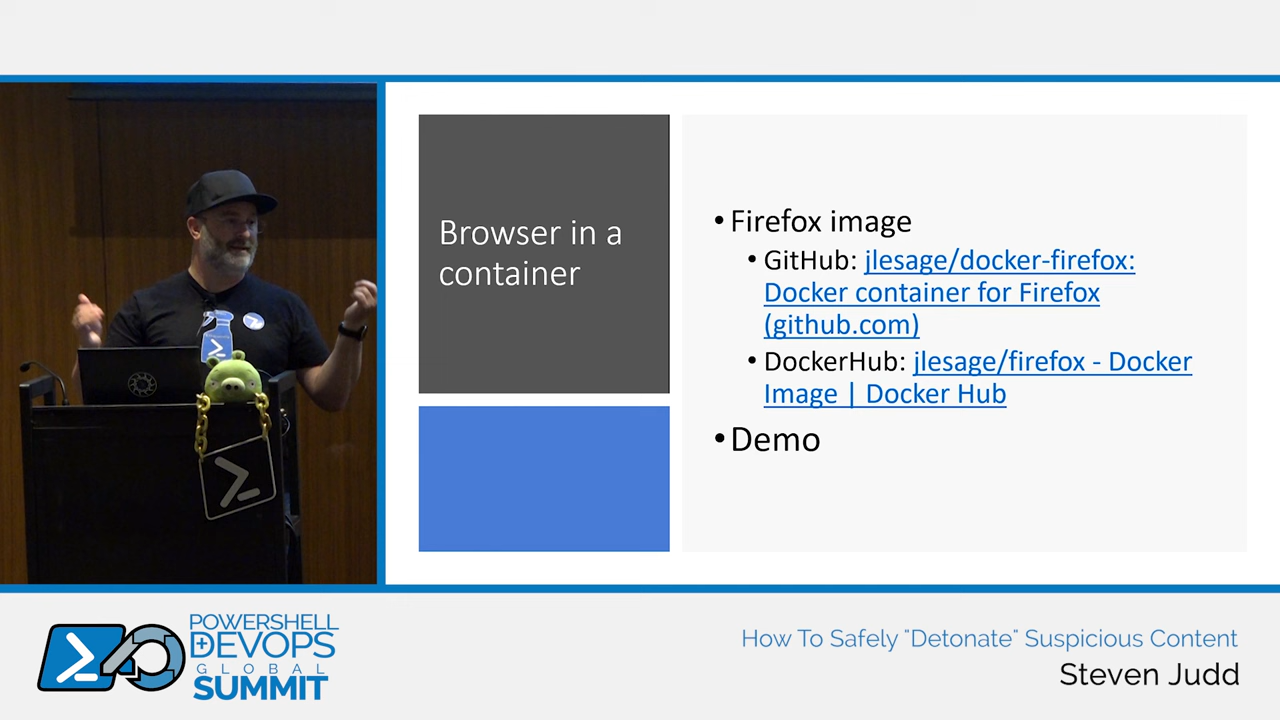 Browser in a
container
• Firefox image
• GitHub: jlesage/docker-firefox:
Docker container for Firefox
(github.com)
• DockerHub: jlesage/firefox - Docker
Image | Docker Hub
• Demo
POWERSHELL
+DEVOPS
GLOBAL
SUMMIT
How To Safely "Detonate" Suspicious Content
Steven Judd